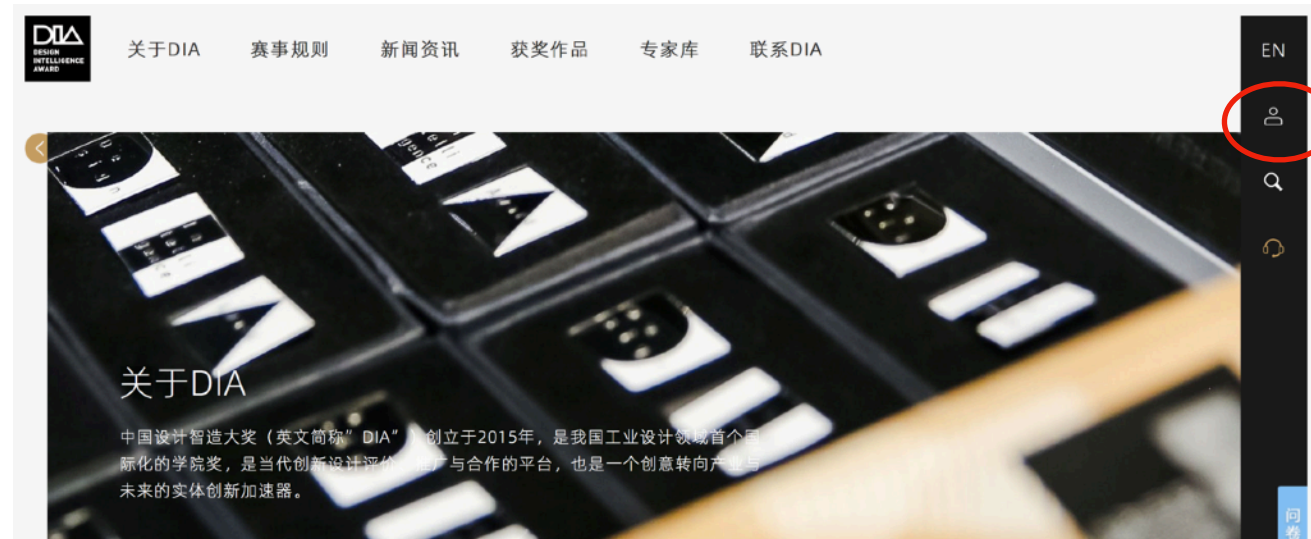 DIA
DESIGN
INTELLIGENCE
AWARD
关于DIA 赛事规则 新闻资讯 获奖作品 专家库 联系DIA
EN
关于DIA
中国设计智造大奖（英文简称”DIA”）创立于2015年，是我国工业设计领域首个国
际化的学院奖，是当代创新设计评价、推广与合作的平台，也是一个创意转向产业与
未来的实体创新加速器。
问卷